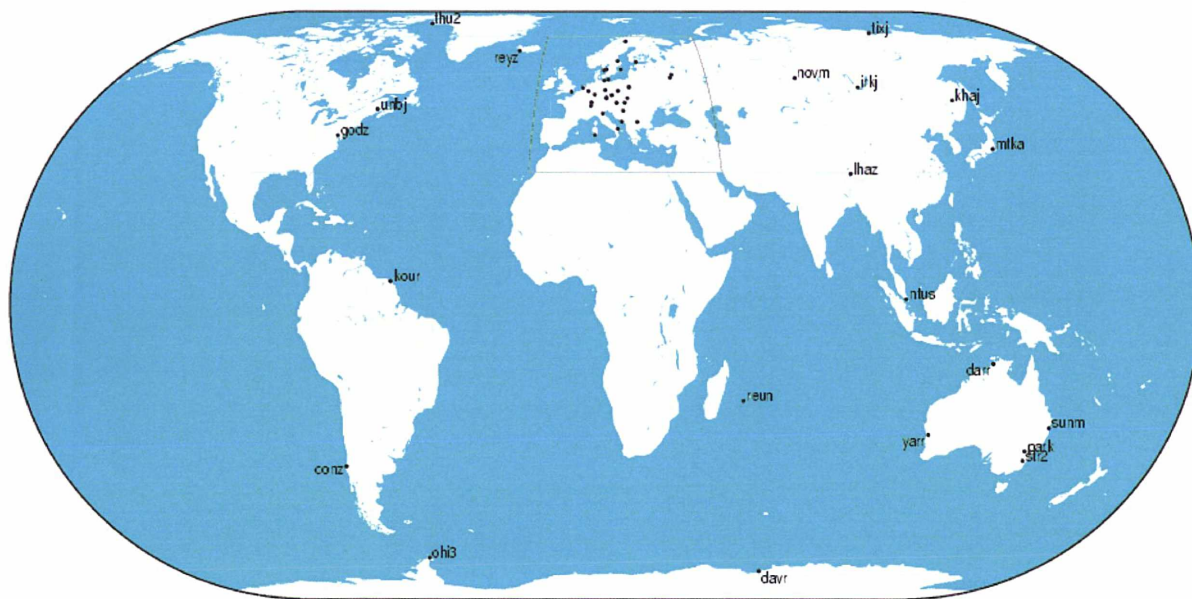 thu2
tixj
reyz
novm
irkj
khaj
unbj
godz
mtka
lhaz
kour
ntus
darr
reun
sunm
yarr
park
str2
conz
ohi3
davr